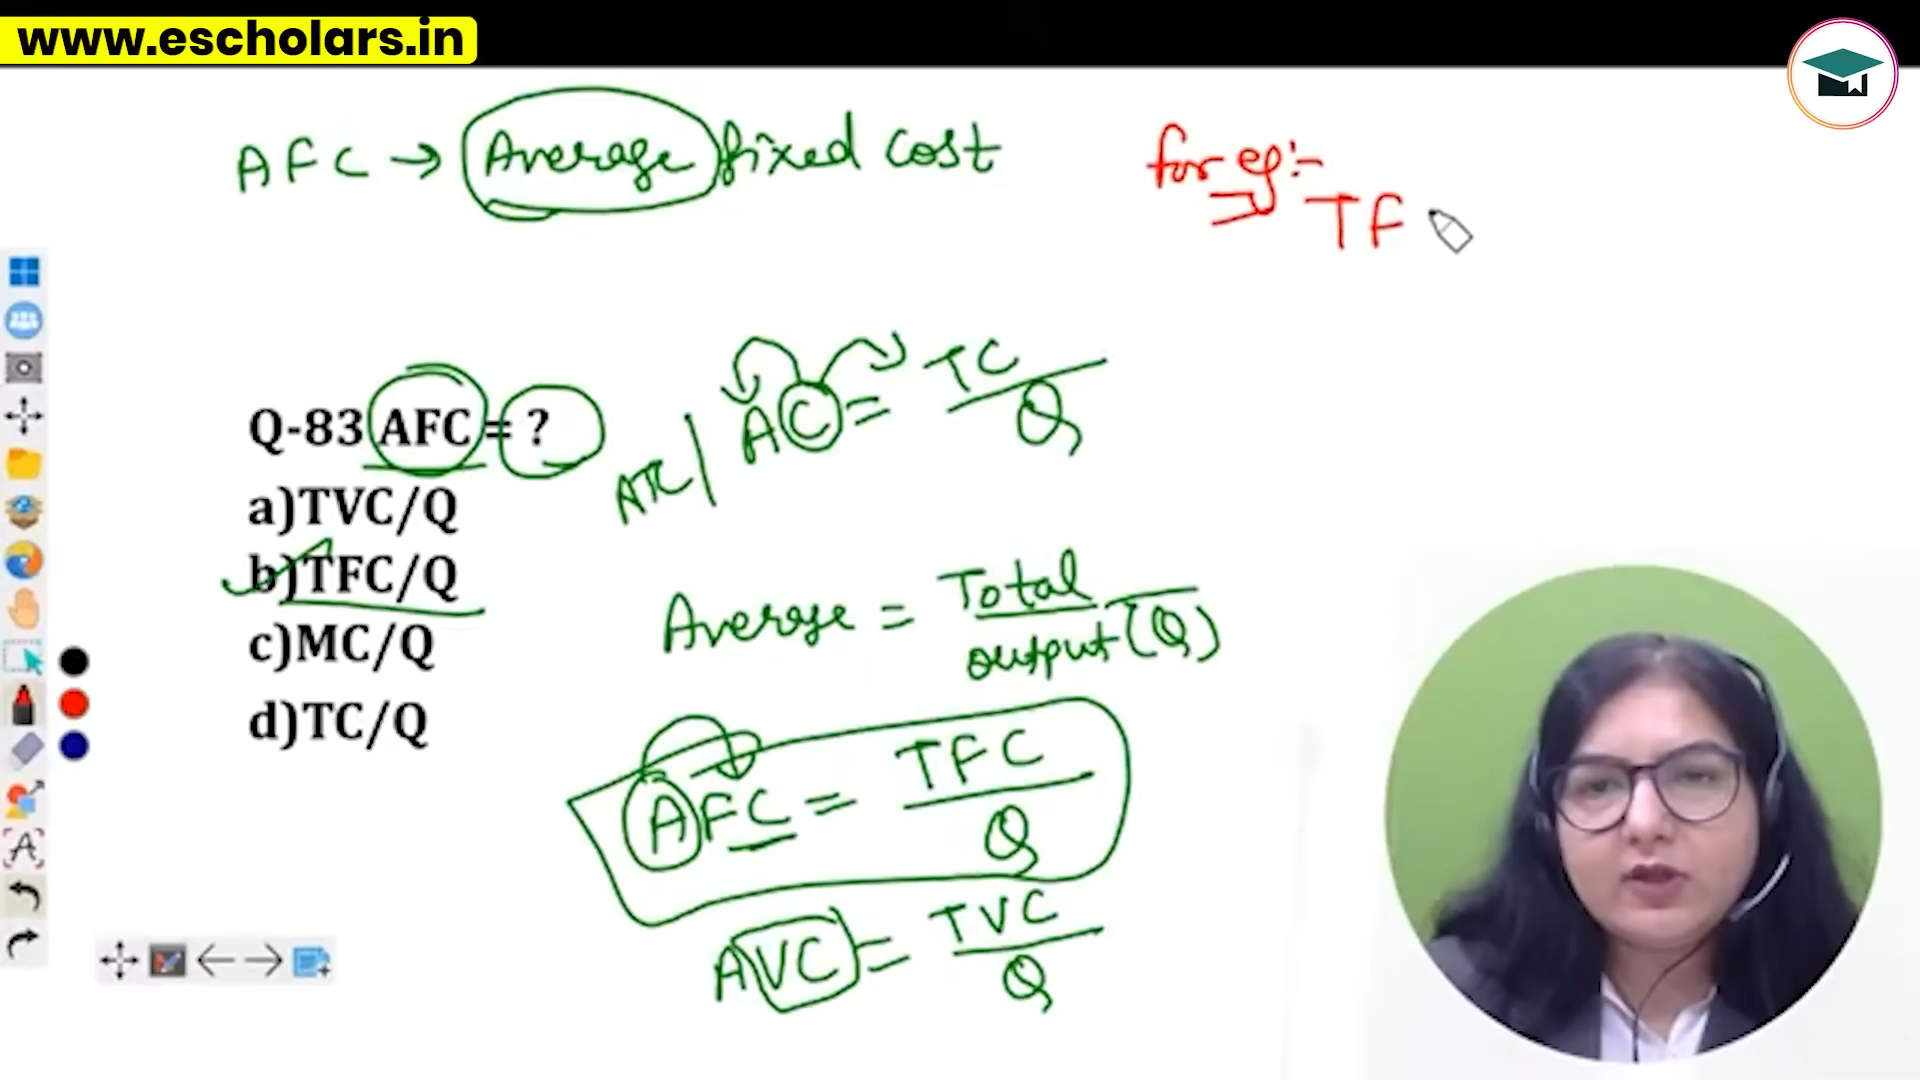 www.escholars.in
AFC → Average fixed cost
for eg:-
TF
Q-83 AFC = ?
a)TVC/Q
b)TFC/Q
c)MC/Q
d)TC/Q
ATC / AC = TC/Q
Average = Total/output (Q)
AFC = TFC/Q
AVC = TVC/Q